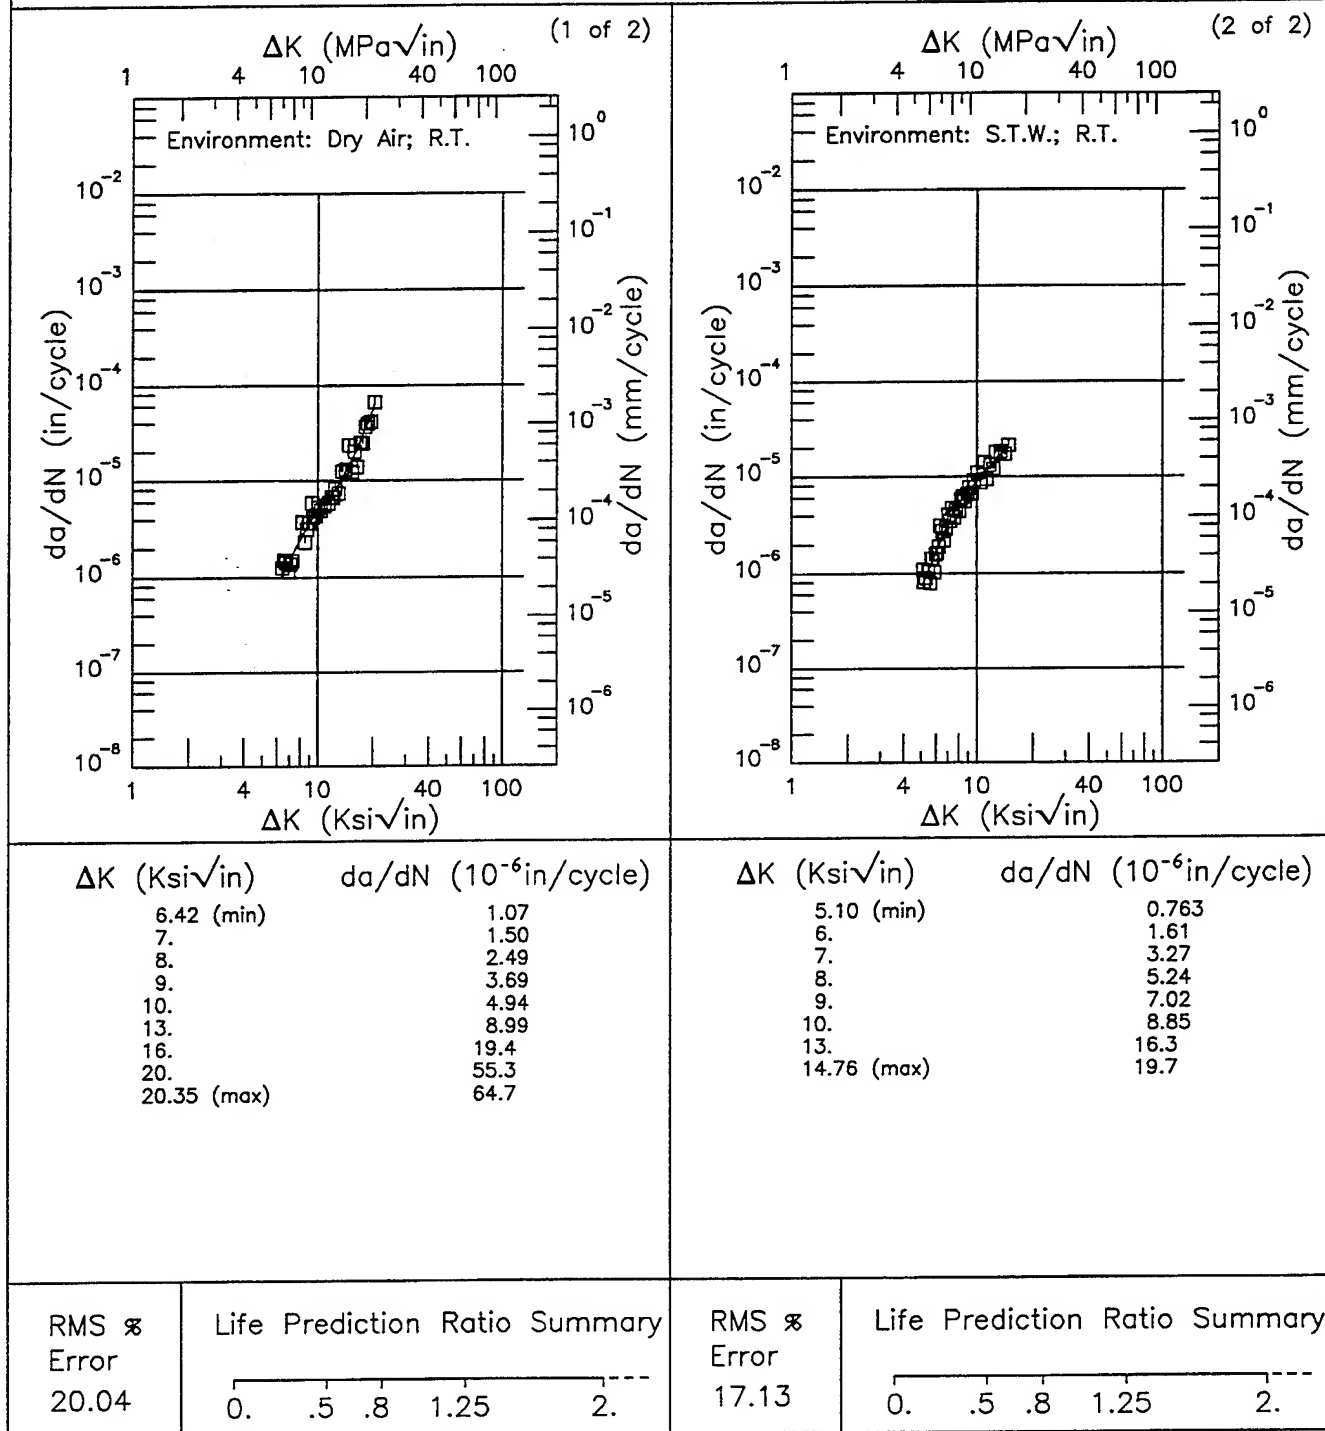 (1 of 2)
ΔK (MPa√in)
1 4 10 40 100
Environment: Dry Air; R.T.
da/dN (in/cycle)
10⁻²
10⁻³
10⁻⁴
10⁻⁵
10⁻⁶
10⁻⁷
10⁻⁸
10⁰
10⁻¹
10⁻²
10⁻³
10⁻⁴
10⁻⁵
10⁻⁶
da/dN (mm/cycle)
1 4 10 40 100
ΔK (Ksi√in)
ΔK (Ksi√in) da/dN (10⁻⁶in/cycle)
6.42 (min) 1.07
7. 1.50
8. 2.49
9. 3.69
10. 4.94
13. 8.99
16. 19.4
20. 55.3
20.35 (max) 64.7
RMS %
Error
20.04
Life Prediction Ratio Summary
0. .5 .8 1.25 2.
(2 of 2)
ΔK (MPa√in)
1 4 10 40 100
Environment: S.T.W.; R.T.
da/dN (in/cycle)
10⁻²
10⁻³
10⁻⁴
10⁻⁵
10⁻⁶
10⁻⁷
10⁻⁸
10⁰
10⁻¹
10⁻²
10⁻³
10⁻⁴
10⁻⁵
10⁻⁶
da/dN (mm/cycle)
1 4 10 40 100
ΔK (Ksi√in)
ΔK (Ksi√in) da/dN (10⁻⁶in/cycle)
5.10 (min) 0.763
6. 1.61
7. 3.27
8. 5.24
9. 7.02
10. 8.85
13. 16.3
14.76 (max) 19.7
RMS %
Error
17.13
Life Prediction Ratio Summary
0. .5 .8 1.25 2.